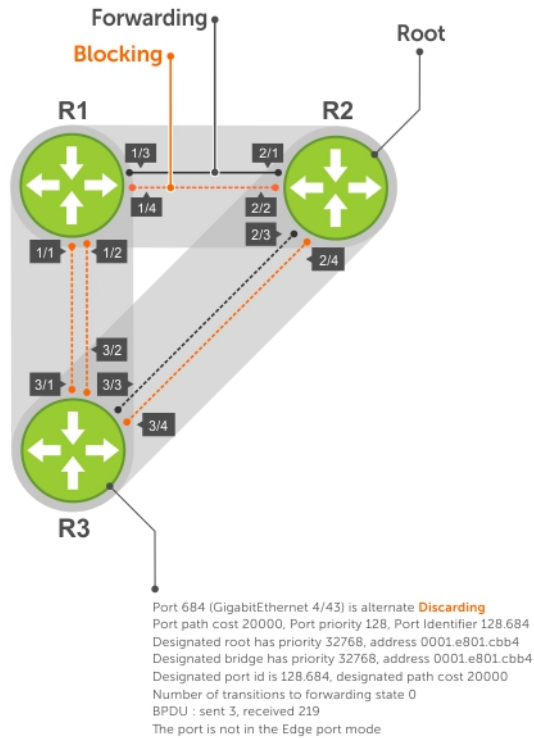 Forwarding
Blocking
Root
R1
R2
1/3
2/1
1/4
2/2
2/3
1/1
1/2
2/4
3/2
3/1
3/3
3/4
R3
Port 684 (GigabitEthernet 4/43) is alternate Discarding
Port path cost 20000, Port priority 128, Port Identifier 128.684
Designated root has priority 32768, address 0001.e801.cbb4
Designated bridge has priority 32768, address 0001.e801.cbb4
Designated port id is 128.684, designated path cost 20000
Number of transitions to forwarding state 0
BPDU : sent 3, received 219
The port is not in the Edge port mode